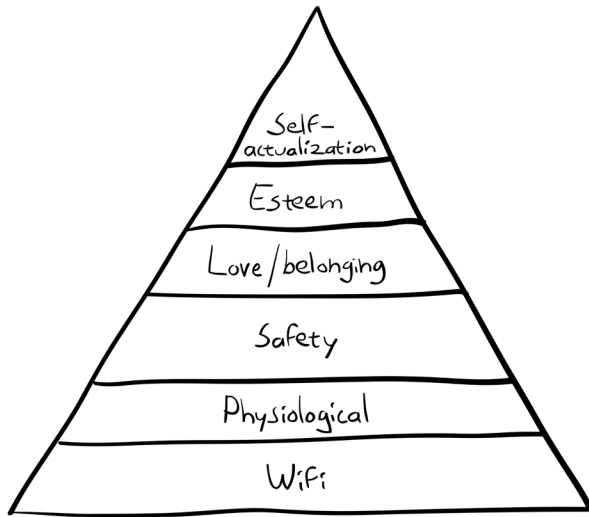 Self-
actualization
Esteem
Love/belonging
Safety
Physiological
WiFi